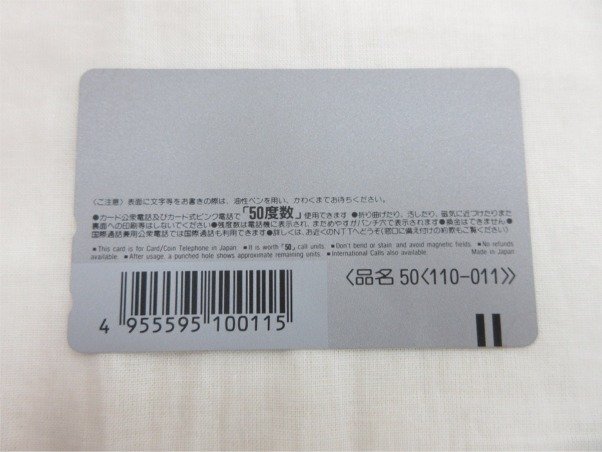 〈ご注意〉表面に文字等をお書きの際は、油性ペンを用い、かわくまでお待ちください。
●カード公衆電話及びカード式ピンク電話で「50度数」使用できます●折り曲げたり、汚したり、磁気に近づけたりまた
裏面への印刷等はしないでください●残度数は電話機に表示され、またためやすがパンチ穴で表示されます●換金はできません●
国際通話兼用公衆電話では国際通話も利用できます●詳しくは、お近くのNTTへどうぞ(窓口に備え付けの約款もご覧ください)
■This card is for Card/Coin Telephone in Japan ■It is worth "50" call units. ■Don't bend or stain and avoid magnetic fields. ■No refunds
available. ■After usage, a punched hole shows approximate remaining units. ■International Calls also available. Made in Japan
〈品名 50〈110-011〉〉
4 955595 100115